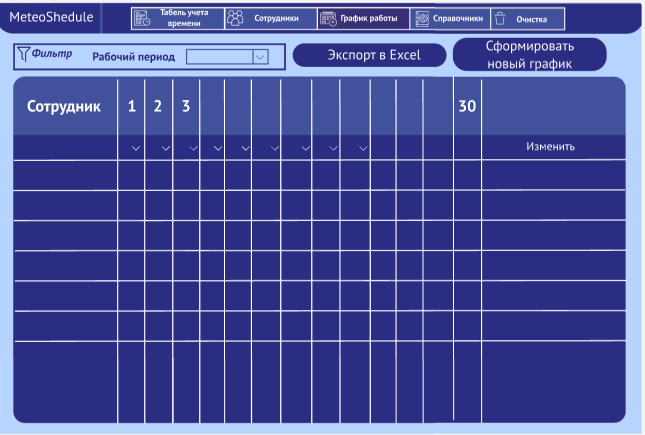 MeteoShedule
Табель учета
времени
Сотрудники
График работы
Справочники
Очистка
Фильтр
Рабочий период
Экспорт в Excel
Сформировать
новый график
Сотрудник 1 2 3 30
Изменить